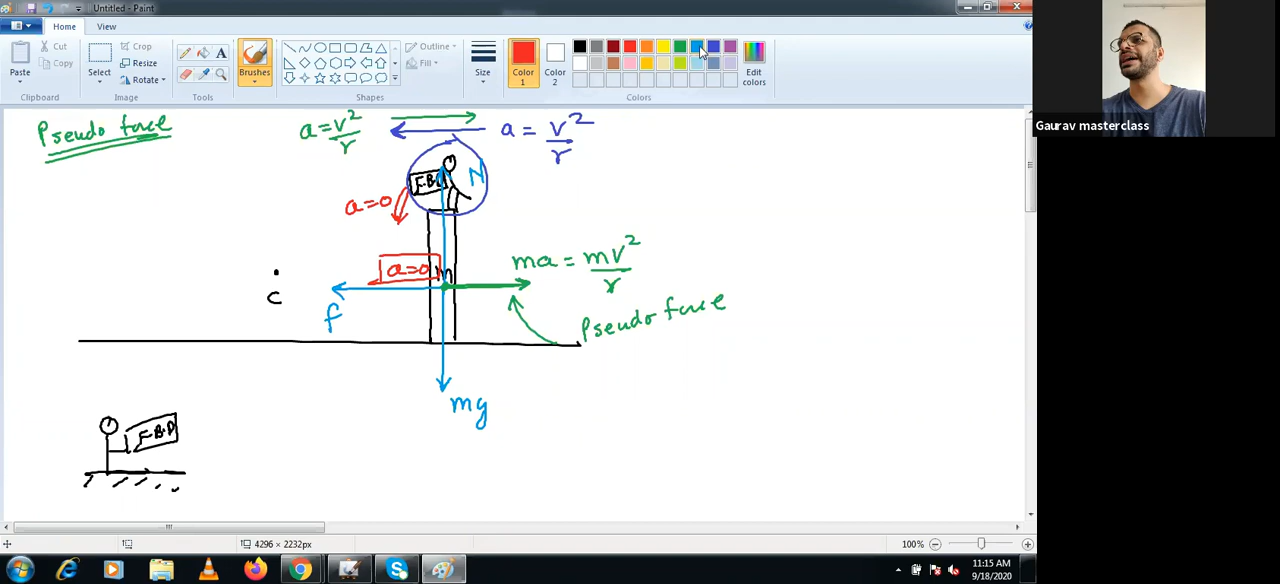 Untitled - Paint
Home View
Paste
Cut
Copy
Clipboard
Select
Crop
Resize
Rotate
Image
Tools
Brushes
Outline
Fill
Shapes
Size
Color 1
Color 2
Edit colors
Colors
Gaurav masterclass
Pseudo force
a = v²/r
a = v²/r
F.B.D
N
a=0
a=0
m
ma = mv²/r
c
f
Pseudo force
mg
F.B.D
4296 × 2232px
100%
11:15 AM
9/18/2020